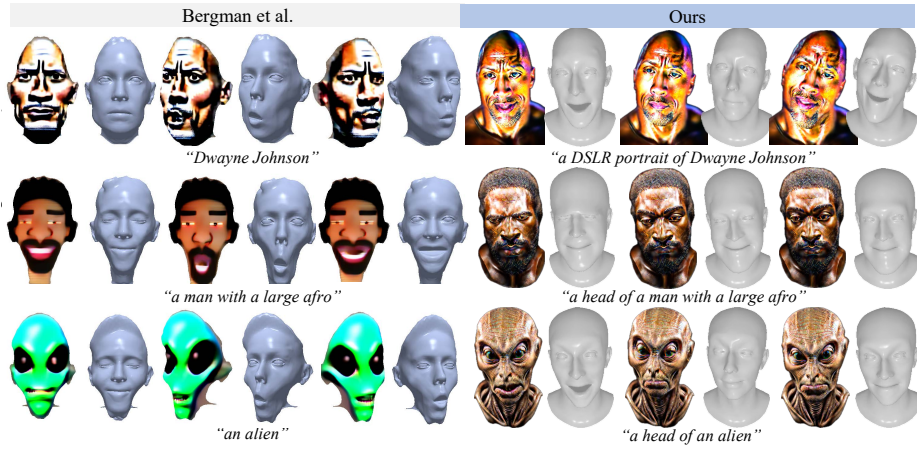 Bergman et al.
Ours
“Dwayne Johnson”
“a DSLR portrait of Dwayne Johnson”
“a man with a large afro”
“a head of a man with a large afro”
“an alien”
“a head of an alien”